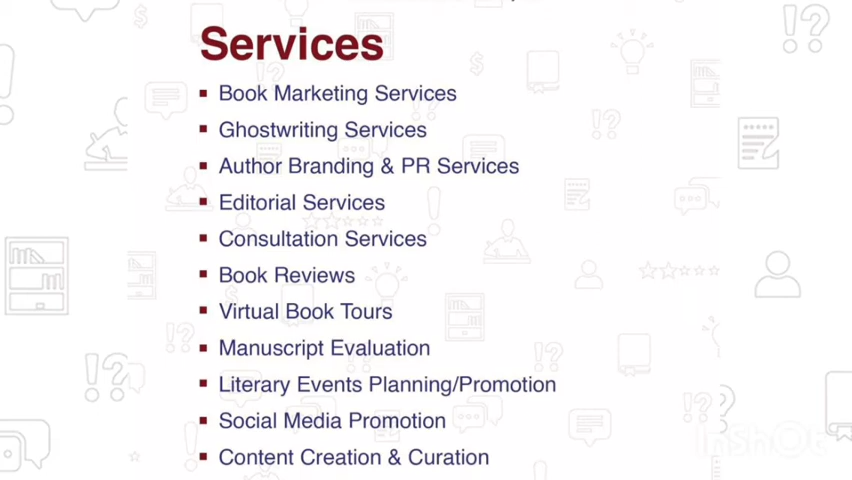 Services
Book Marketing Services
Ghostwriting Services
Author Branding & PR Services
Editorial Services
Consultation Services
Book Reviews
Virtual Book Tours
Manuscript Evaluation
Literary Events Planning/Promotion
Social Media Promotion
Content Creation & Curation
InShOt